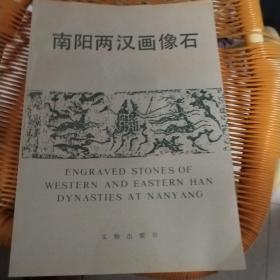 南阳两汉画像石
ENGRAVED STONES OF
WESTERN AND EASTERN HAN
DYNASTIES AT NANYANG
文物出版社